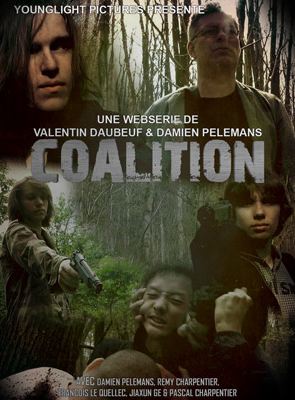 YOUNGLIGHT PICTURES PRÉSENTE
UNE WEBSERIE DE
VALENTIN DAUBEUF & DAMIEN PELEMANS
COALITION
AVEC DAMIEN PELEMANS, REMY CHARPENTIER,
FRANCOIS LE QUELLEC, JIAXUN GE & PASCAL CHARPENTIER